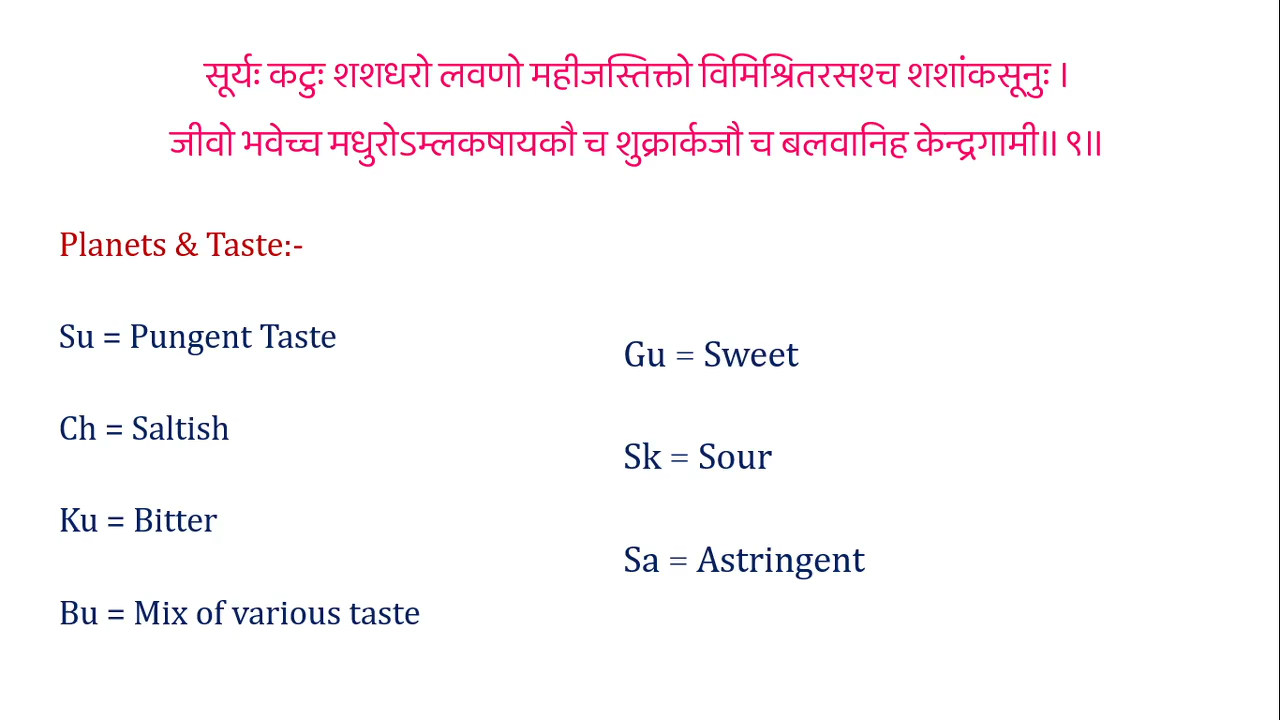 सूर्यः कटुः शशधरो लवणो महीजस्तिक्तो विमिश्रितरसश्च शशांकसूनुः ।
जीवो भवेच्च मधुरोऽम्लकषायकौ च शुक्रार्कजौ च बलवानिह केन्द्रगामी॥ ९॥
Planets & Taste:-
Su = Pungent Taste
Ch = Saltish
Ku = Bitter
Bu = Mix of various taste
Gu = Sweet
Sk = Sour
Sa = Astringent